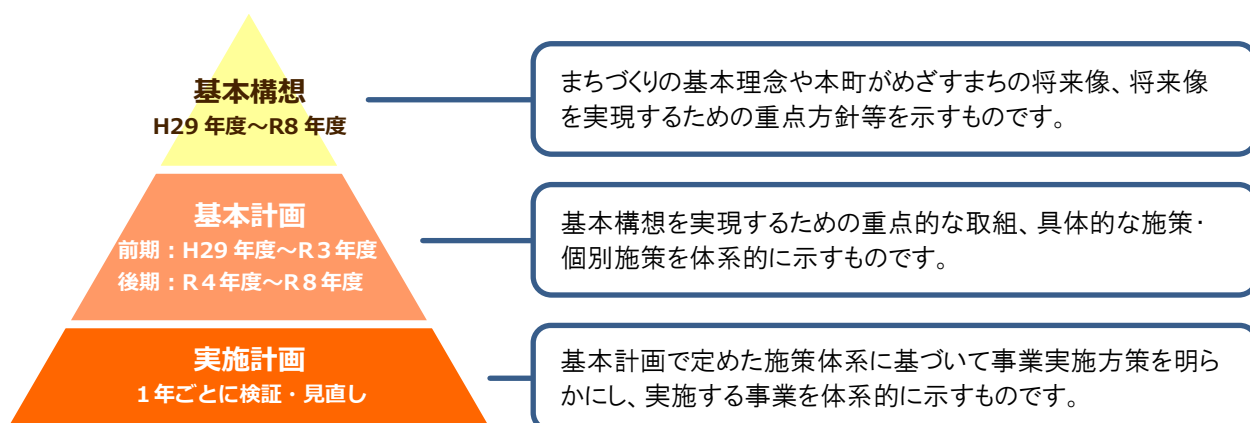 基本構想
H29 年度～R8 年度
まちづくりの基本理念や本町がめざすまちの将来像、将来像
を実現するための重点方針等を示すものです。
基本計画
前期：H29 年度～R３年度
後期：R４年度～R８年度
基本構想を実現するための重点的な取組、具体的な施策・
個別施策を体系的に示すものです。
実施計画
１年ごとに検証・見直し
基本計画で定めた施策体系に基づいて事業実施方策を明ら
かにし、実施する事業を体系的に示すものです。